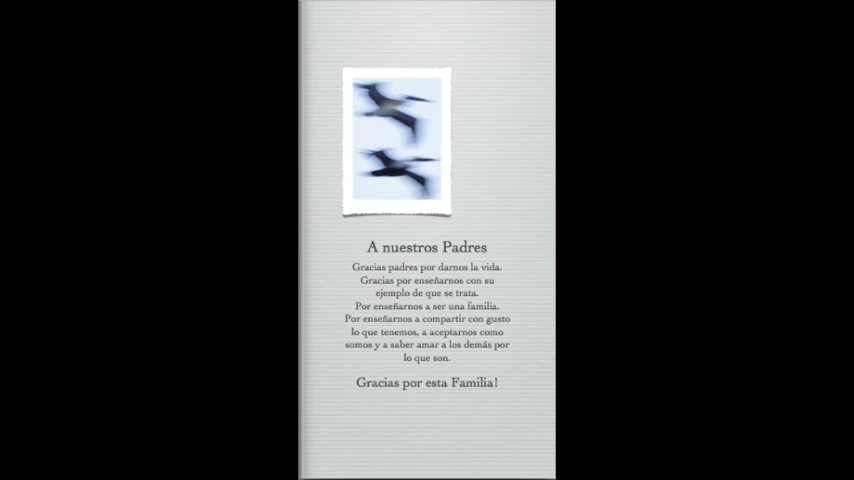 A nuestros Padres
Gracias padres por darnos la vida.
Gracias por enseñarnos con su
ejemplo de que se trata.
Por enseñarnos a ser una familia.
Por enseñarnos a compartir con gusto
lo que tenemos, a aceptarnos como
somos y a saber amar a los demás por
lo que son.
Gracias por esta Familia!